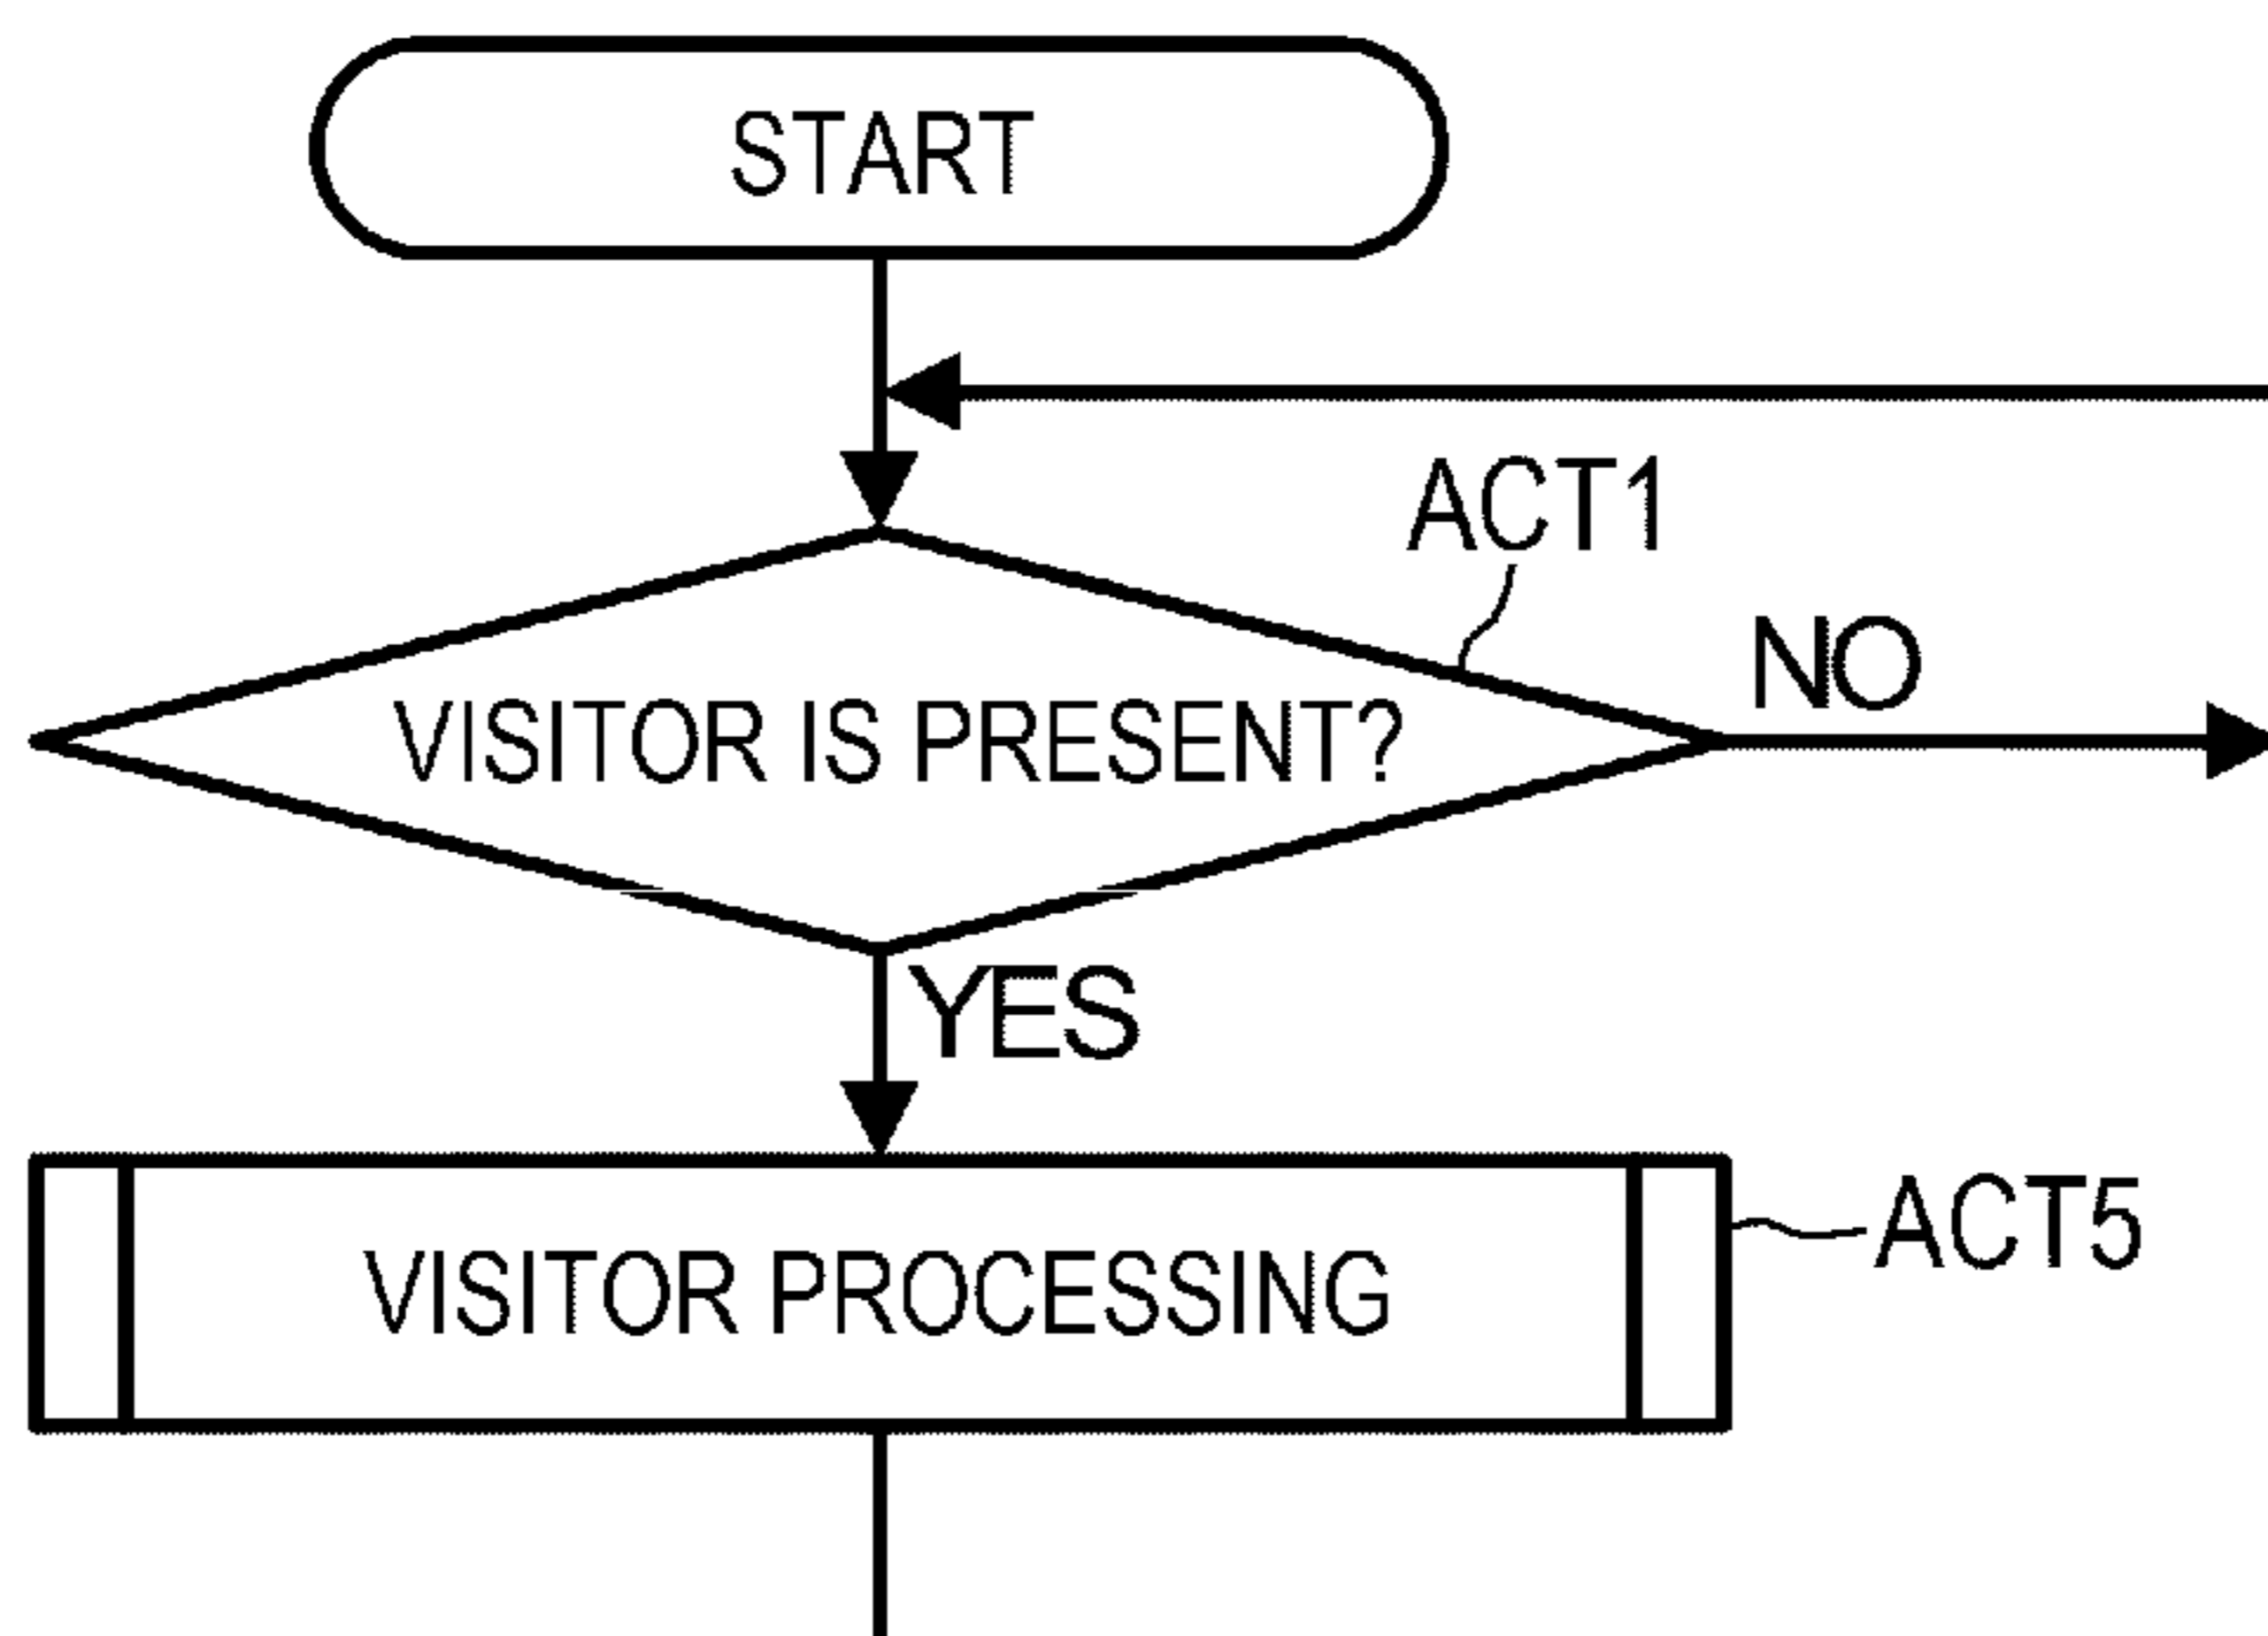 START
ACT1
NO
VISITOR IS PRESENT?
YES
VISITOR PROCESSING
ACT5